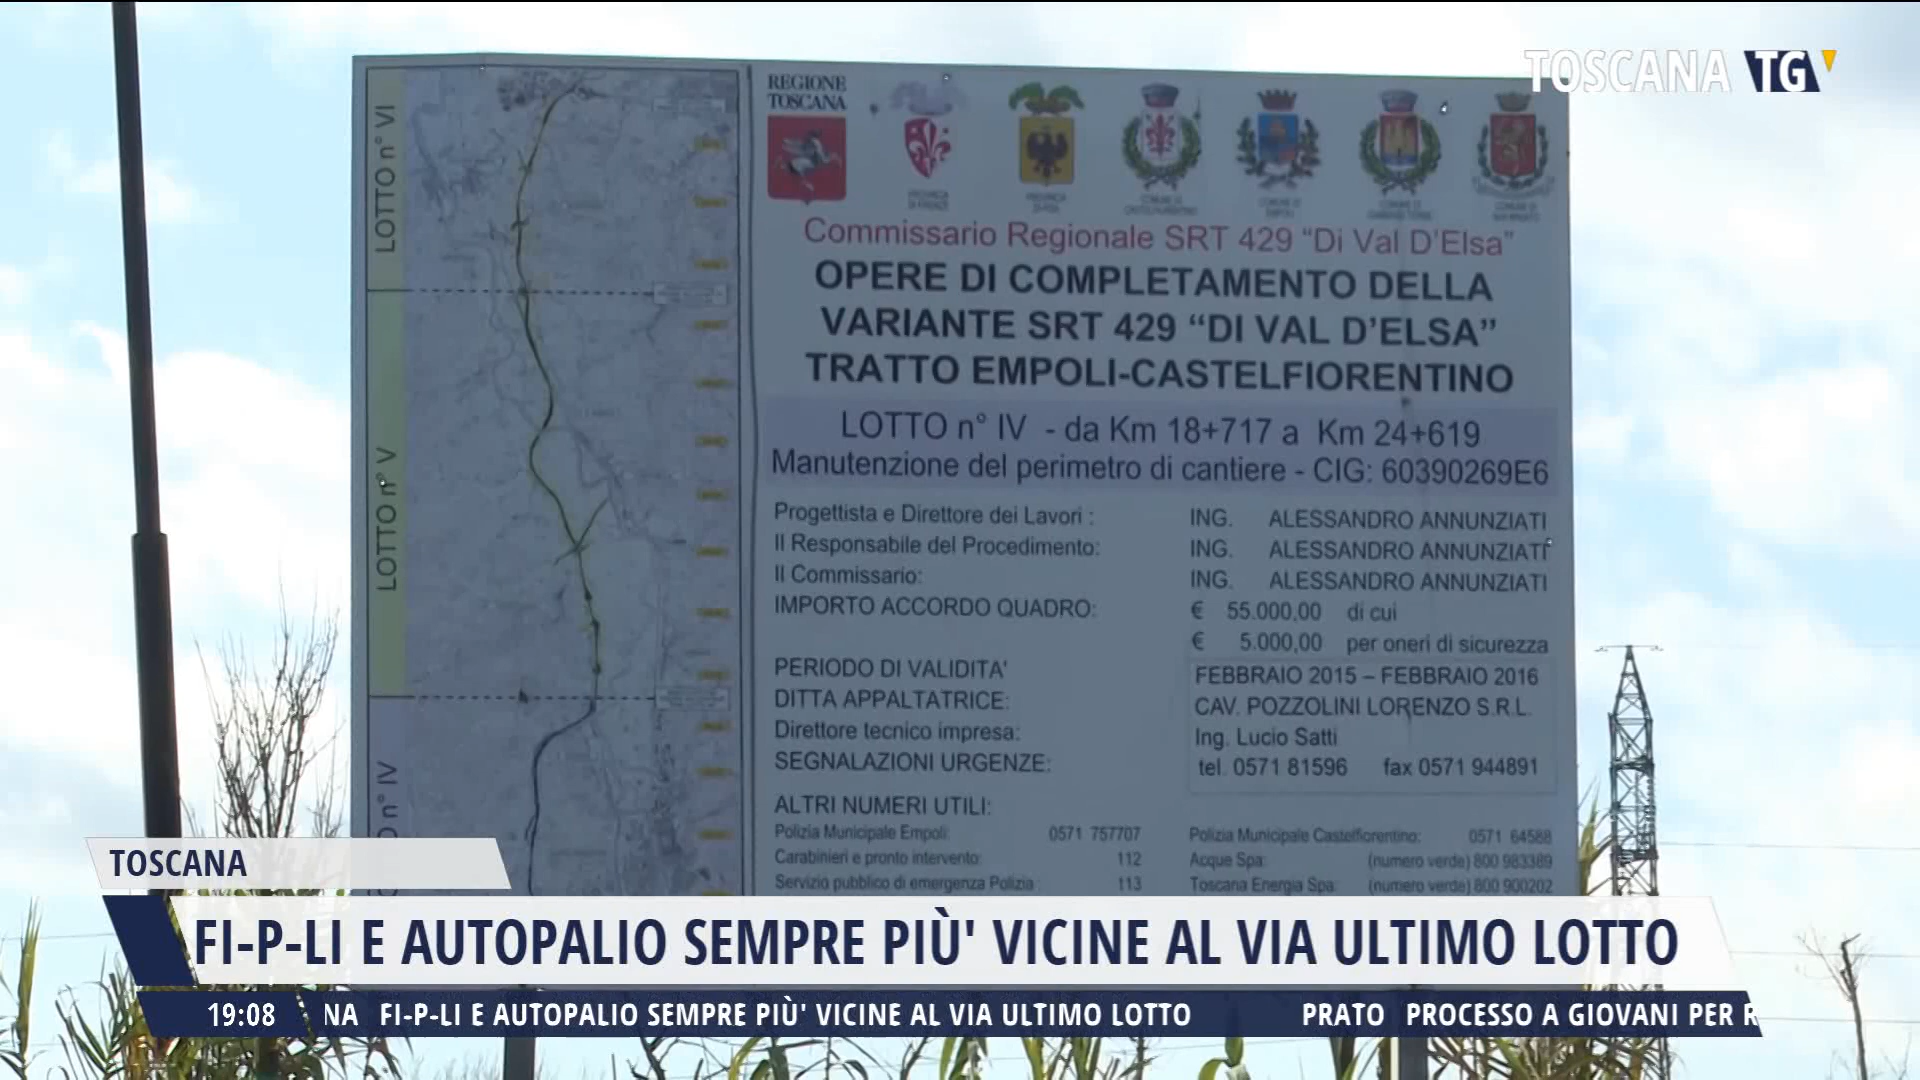 TOSCANA TG
REGIONE
TOSCANA
LOTTO n° VI
LOTTO n° V
n° IV
Commissario Regionale SRT 429 “Di Val D’Elsa”
OPERE DI COMPLETAMENTO DELLA
VARIANTE SRT 429 “DI VAL D’ELSA”
TRATTO EMPOLI-CASTELFIORENTINO
LOTTO n° IV - da Km 18+717 a Km 24+619
Manutenzione del perimetro di cantiere - CIG: 60390269E6
Progettista e Direttore dei Lavori : ING. ALESSANDRO ANNUNZIATI
Il Responsabile del Procedimento: ING. ALESSANDRO ANNUNZIATI
Il Commissario: ING. ALESSANDRO ANNUNZIATI
IMPORTO ACCORDO QUADRO: € 55.000,00 di cui
€ 5.000,00 per oneri di sicurezza
PERIODO DI VALIDITA’ FEBBRAIO 2015 – FEBBRAIO 2016
DITTA APPALTATRICE: CAV. POZZOLINI LORENZO S.R.L.
Direttore tecnico impresa: Ing. Lucio Satti
SEGNALAZIONI URGENZE: tel. 0571 81596 fax 0571 944891
ALTRI NUMERI UTILI:
Polizia Municipale Empoli: 0571 757707 Polizia Municipale Castelfiorentino: 0571 64588
Carabinieri e pronto intervento: 112 Acque Spa: (numero verde) 800 983389
Servizio pubblico di emergenza Polizia : 113 Toscana Energia Spa: (numero verde) 800 900202
TOSCANA
FI-P-LI E AUTOPALIO SEMPRE PIÙ' VICINE AL VIA ULTIMO LOTTO
19:08 NA FI-P-LI E AUTOPALIO SEMPRE PIÙ' VICINE AL VIA ULTIMO LOTTO PRATO PROCESSO A GIOVANI PER R